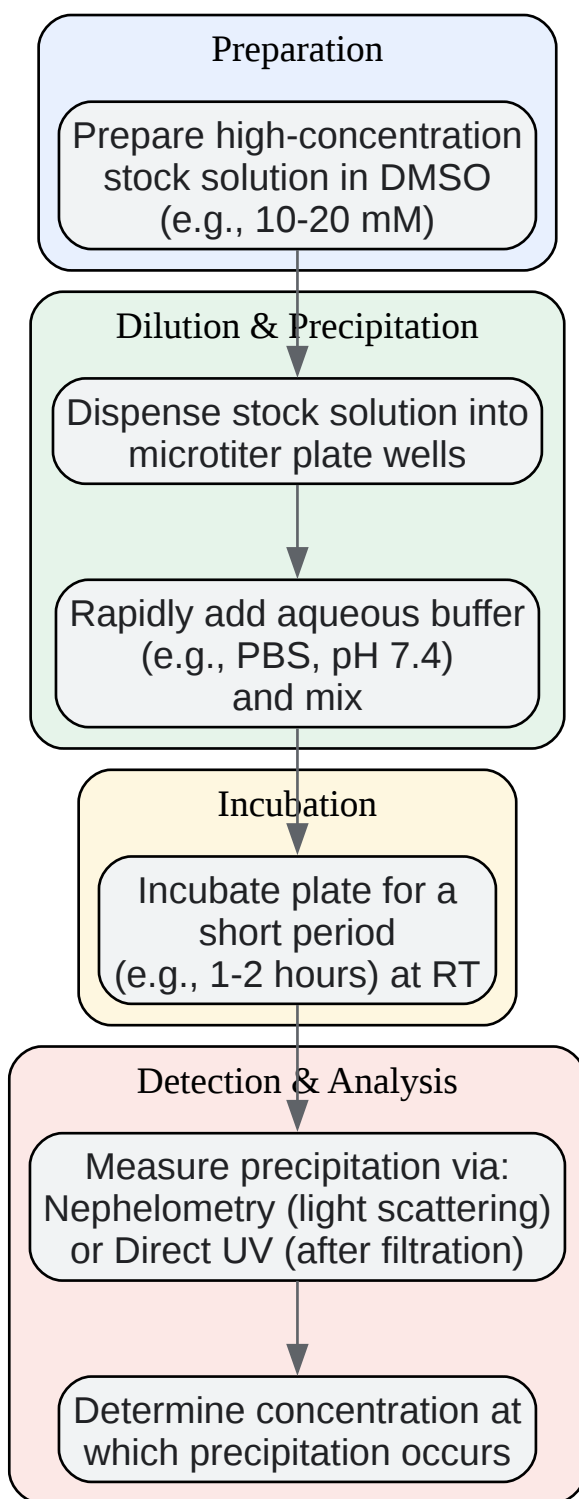 Preparation
Prepare high-concentration
stock solution in DMSO
(e.g., 10-20 mM)
Dilution & Precipitation
Dispense stock solution into
microtiter plate wells
Rapidly add aqueous buffer
(e.g., PBS, pH 7.4)
and mix
Incubation
Incubate plate for a
short period
(e.g., 1-2 hours) at RT
Detection & Analysis
Measure precipitation via:
Nephelometry (light scattering)
or Direct UV (after filtration)
Determine concentration at
which precipitation occurs